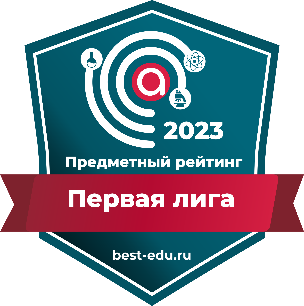 а
2023
Предметный рейтинг
Первая лига
best-edu.ru